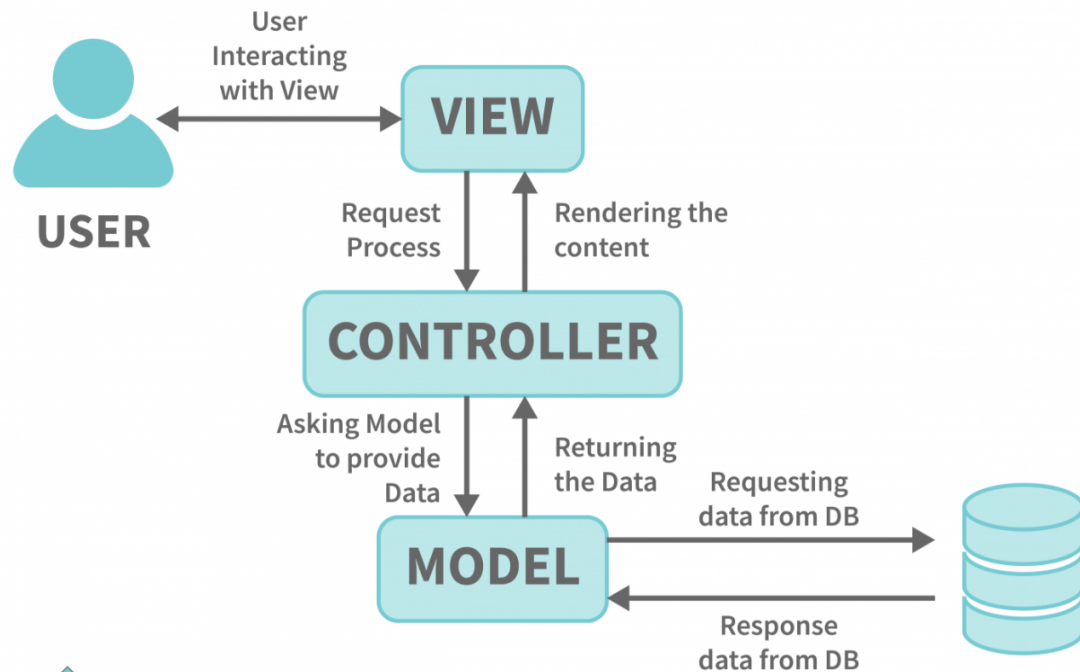 User
Interacting
with View
VIEW
USER
Request
Process
Rendering the
content
CONTROLLER
Asking Model
to provide
Data
Returning
the Data
Requesting
data from DB
MODEL
Response
data from DB